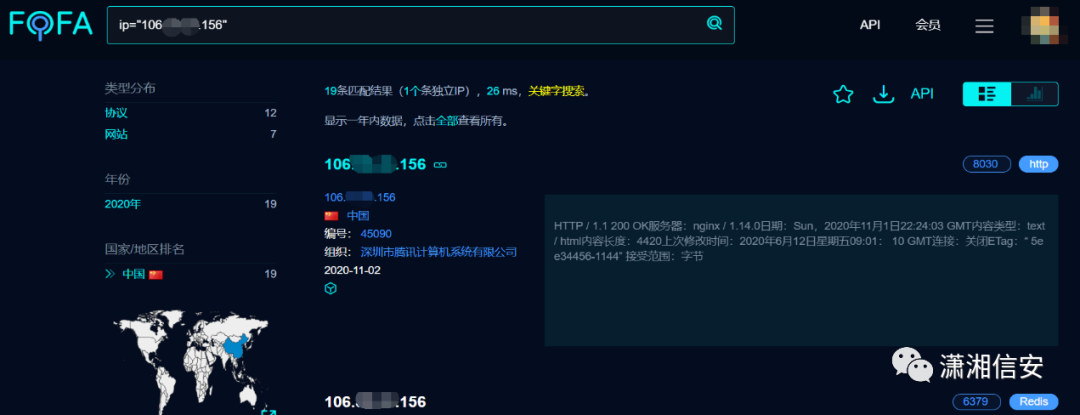 FOFA
ip="106 .156"
API
会员
类型分布
协议 12
网站 7
年份
2020年 19
国家/地区排名
中国 19
19条匹配结果（1个条独立IP），26 ms，关键字搜索。
显示一年内数据，点击全部查看所有。
API
106. .156
8030
http
106. .156
中国
编号： 45090
组织： 深圳市腾讯计算机系统有限公司
2020-11-02
HTTP / 1.1 200 OK服务器：nginx / 1.14.0日期：Sun，2020年11月1日22:24:03 GMT内容类型：text
/ html内容长度：4420上次修改时间：2020年6月12日星期五09:01： 10 GMT连接：关闭ETag：“ 5e
e34456-1144” 接受范围：字节
106. .156
6379
Redis
潇湘信安